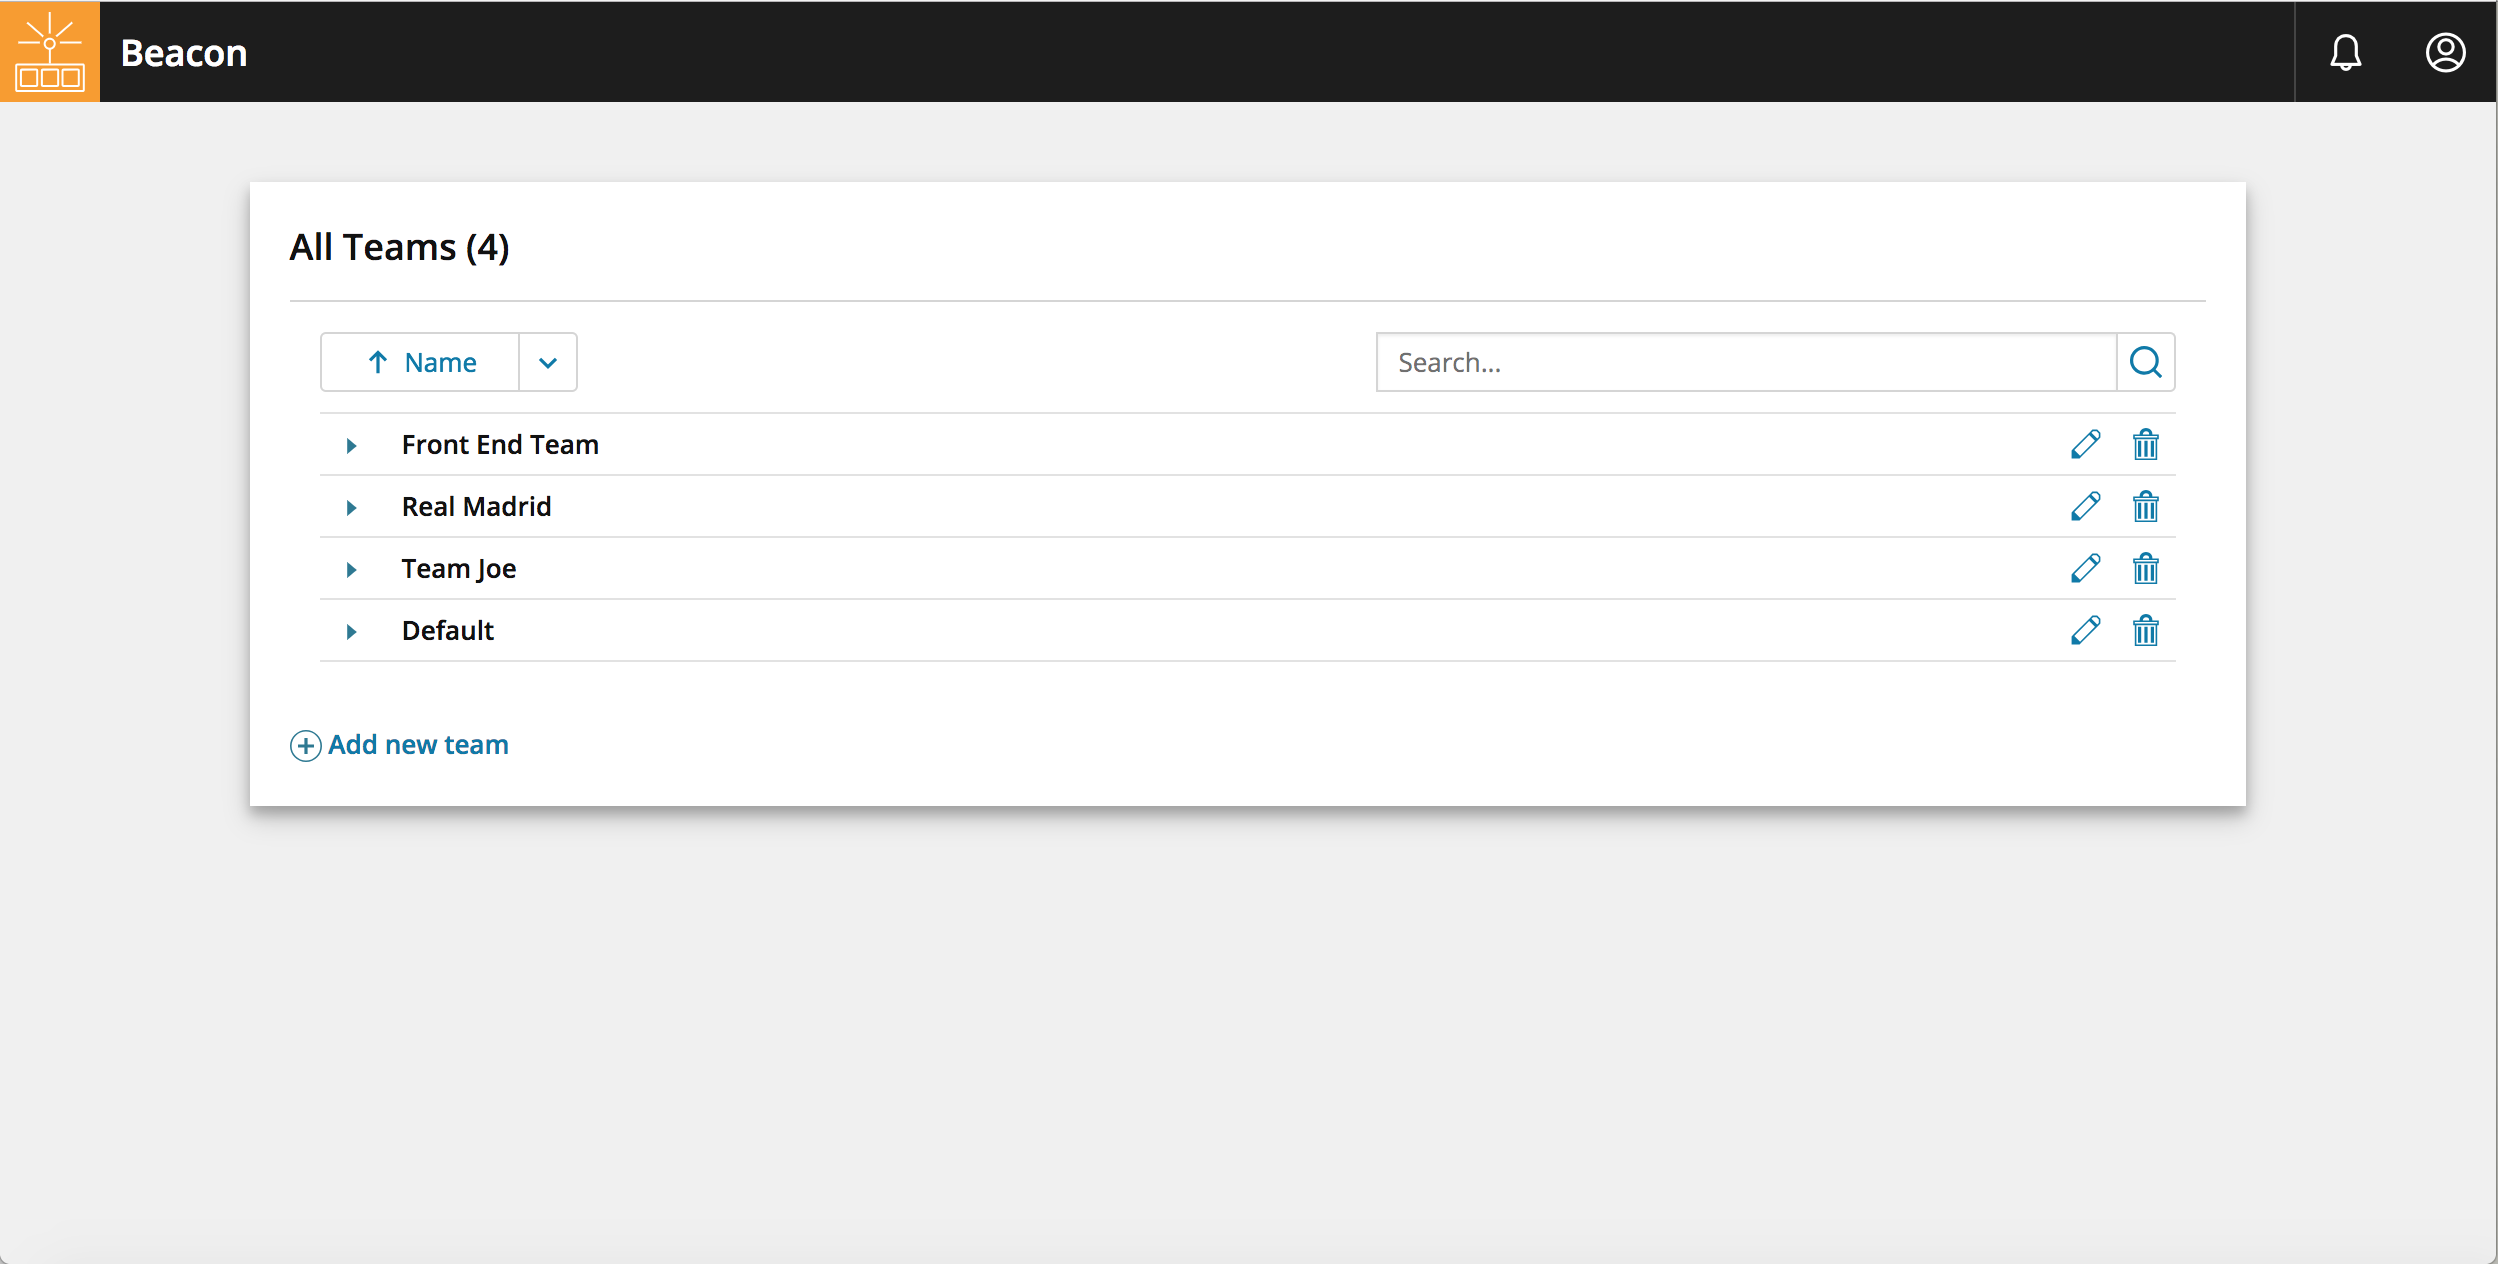 Beacon
All Teams (4)
Name
Search...
Front End Team
Real Madrid
Team Joe
Default
Add new team